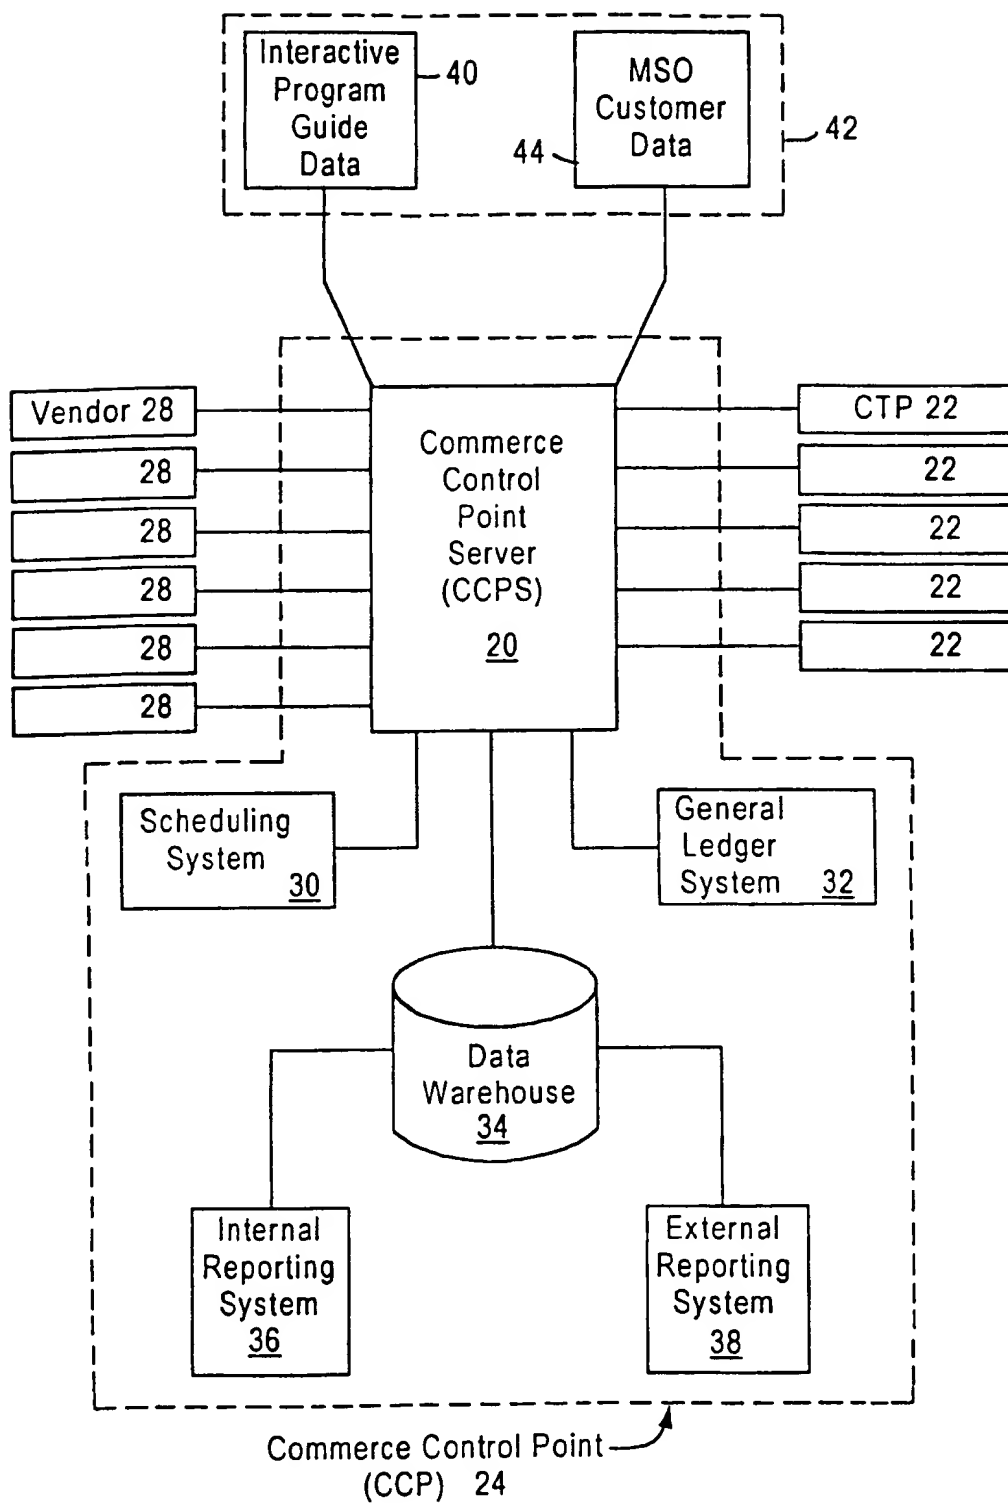 Interactive
Program
Guide
Data
40
MSO
Customer
Data
44
42
Vendor 28
28
28
28
28
28
Commerce
Control
Point
Server
(CCPS)
20
CTP 22
22
22
22
22
Scheduling
System
30
General
Ledger
System 32
Data
Warehouse
34
Internal
Reporting
System
36
External
Reporting
System
38
Commerce Control Point
(CCP) 24